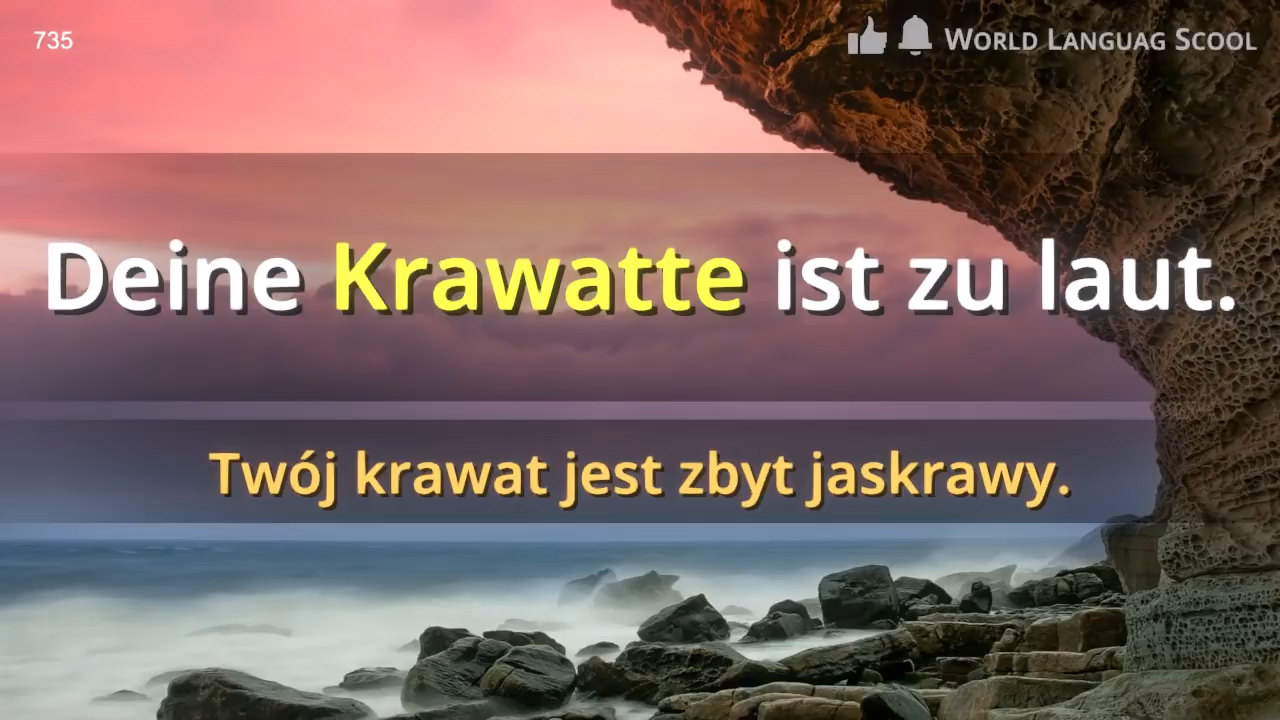 735
WORLD LANGUAG SCOOL
Deine Krawatte ist zu laut.
Twój krawat jest zbyt jaskrawy.